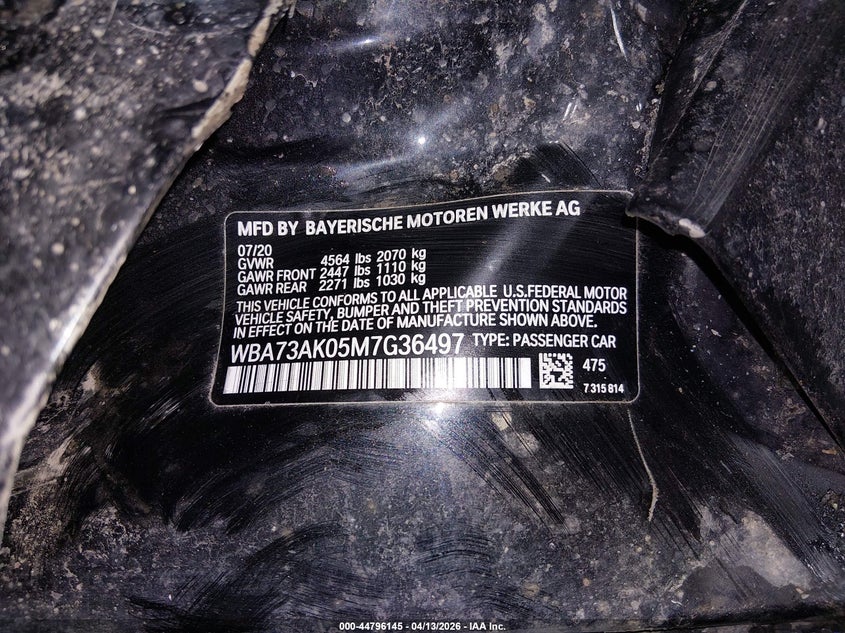 MFD BY BAYERISCHE MOTOREN WERKE AG
07/20
GVWR 4564 lbs 2070 kg
GAWR FRONT 2447 lbs 1110 kg
GAWR REAR 2271 lbs 1030 kg
THIS VEHICLE CONFORMS TO ALL APPLICABLE U.S.FEDERAL MOTOR
VEHICLE SAFETY, BUMPER AND THEFT PREVENTION STANDARDS
IN EFFECT ON THE DATE OF MANUFACTURE SHOWN ABOVE.
WBA73AK05M7G36497 TYPE: PASSENGER CAR
475
7 315 814
000-44796145 - 04/13/2026 - IAA Inc.